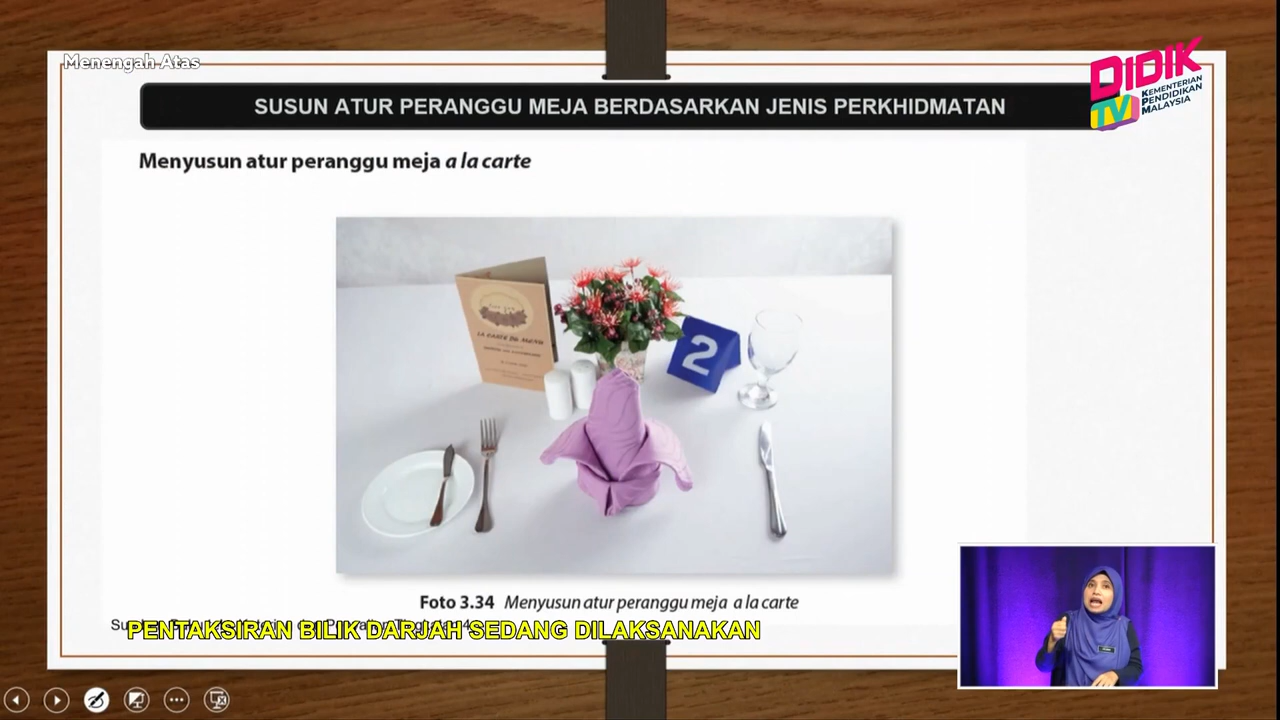 Menengah Atas
DIDIK
TV
KEMENTERIAN
PENDIDIKAN
MALAYSIA
SUSUN ATUR PERANGGU MEJA BERDASARKAN JENIS PERKHIDMATAN
Menyusun atur peranggu meja a la carte
2
Foto 3.34 Menyusun atur peranggu meja a la carte
PENTAKSIRAN BILIK DARJAH SEDANG DILAKSANAKAN